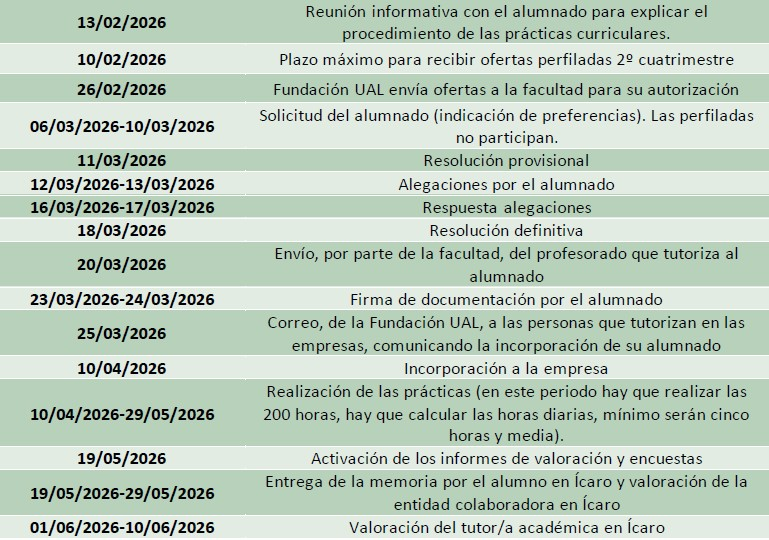 13/02/2026
Reunión informativa con el alumnado para explicar el
procedimiento de las prácticas curriculares.
10/02/2026
Plazo máximo para recibir ofertas perfiladas 2º cuatrimestre
26/02/2026
Fundación UAL envía ofertas a la facultad para su autorización
06/03/2026-10/03/2026
Solicitud del alumnado (indicación de preferencias). Las perfiladas
no participan.
11/03/2026
Resolución provisional
12/03/2026-13/03/2026
Alegaciones por el alumnado
16/03/2026-17/03/2026
Respuesta alegaciones
18/03/2026
Resolución definitiva
20/03/2026
Envío, por parte de la facultad, del profesorado que tutoriza al
alumnado
23/03/2026-24/03/2026
Firma de documentación por el alumnado
25/03/2026
Correo, de la Fundación UAL, a las personas que tutorizan en las
empresas, comunicando la incorporación de su alumnado
10/04/2026
Incorporación a la empresa
10/04/2026-29/05/2026
Realización de las prácticas (en este periodo hay que realizar las
200 horas, hay que calcular las horas diarias, mínimo serán cinco
horas y media).
19/05/2026
Activación de los informes de valoración y encuestas
19/05/2026-29/05/2026
Entrega de la memoria por el alumno en Ícaro y valoración de la
entidad colaboradora en Ícaro
01/06/2026-10/06/2026
Valoración del tutor/a académica en Ícaro